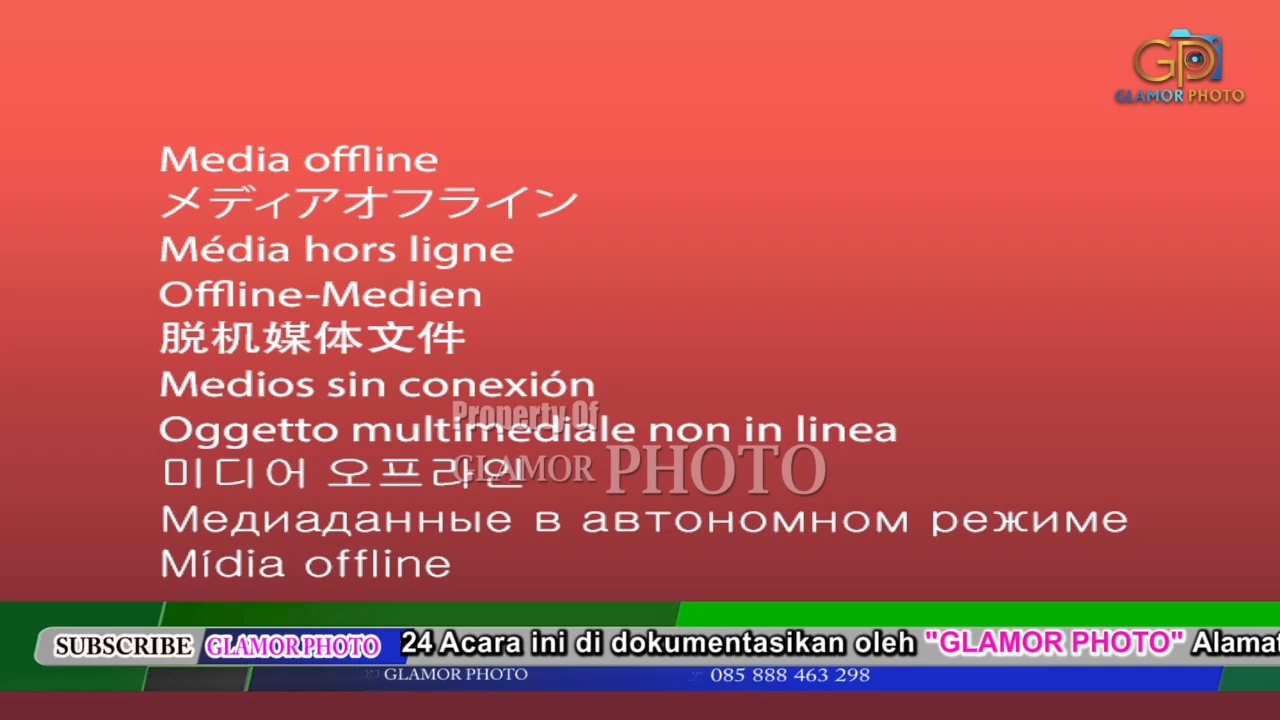 GP
GLAMOR PHOTO
Media offline
メディアオフライン
Média hors ligne
Offline-Medien
脱机媒体文件
Medios sin conexión
Property Of
Oggetto multimediale non in linea
GLAMOR PHOTO
미디어 오프라인
Медиаданные в автономном режиме
Mídia offline
SUBSCRIBE GLAMOR PHOTO 24 Acara ini di dokumentasikan oleh "GLAMOR PHOTO" Alamat
GLAMOR PHOTO 085 888 463 298